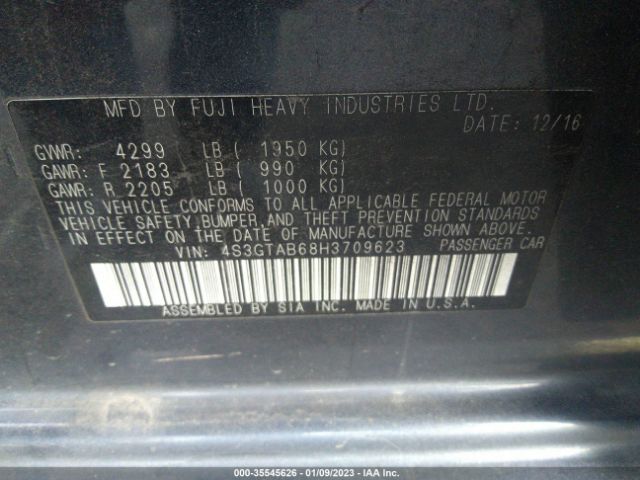 MFD BY FUJI HEAVY INDUSTRIES LTD.
DATE: 12/16
GVWR: 4299 LB ( 1950 KG)
GAWR: F 2183 LB ( 990 KG)
GAWR: R 2205 LB ( 1000 KG)
THIS VEHICLE CONFORMS TO ALL APPLICABLE FEDERAL MOTOR
VEHICLE SAFETY, BUMPER, AND THEFT PREVENTION STANDARDS
IN EFFECT ON THE DATE OF MANUFACTURE SHOWN ABOVE.
VIN: 4S3GTAB68H3709623 PASSENGER CAR
ASSEMBLED BY SIA INC. MADE IN U.S.A.
000-35545626 - 01/09/2023 - IAA Inc.